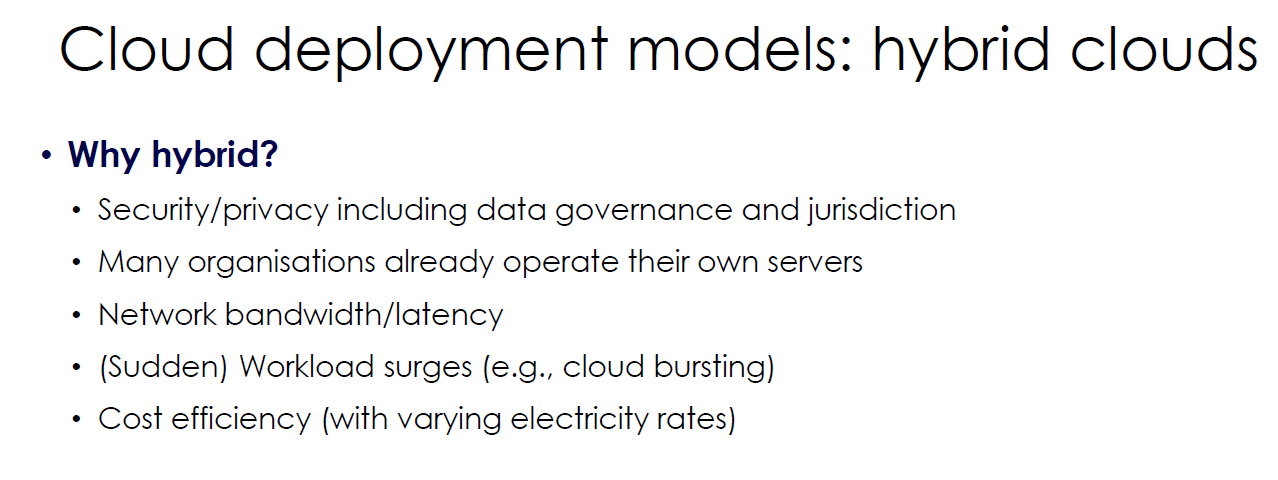 Cloud deployment models: hybrid clouds
• Why hybrid?
• Security/privacy including data governance and jurisdiction
• Many organisations already operate their own servers
• Network bandwidth/latency
• (Sudden) Workload surges (e.g., cloud bursting)
• Cost efficiency (with varying electricity rates)